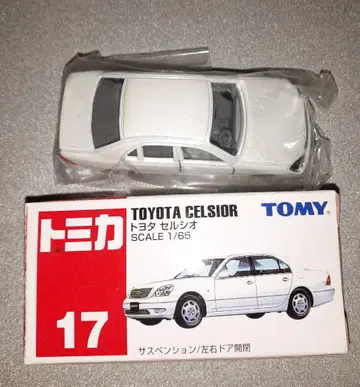 トミカ
17
TOYOTA CELSIOR
トヨタ セルシオ
SCALE 1/65
TOMY
サスペンション/左右ドア開閉